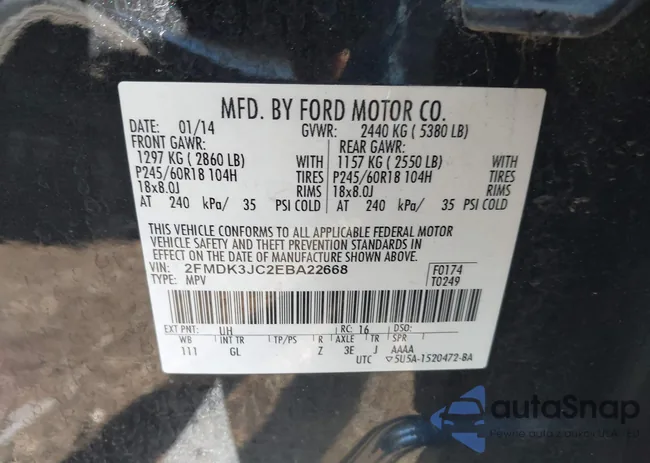 MFD. BY FORD MOTOR CO.
DATE: 01/14 GVWR: 2440 KG ( 5380 LB)
FRONT GAWR: REAR GAWR:
1297 KG ( 2860 LB) WITH 1157 KG ( 2550 LB) WITH
P245/60R18 104H TIRES P245/60R18 104H TIRES
18x8.0J RIMS 18x8.0J RIMS
AT 240 kPa/ 35 PSI COLD AT 240 kPa/ 35 PSI COLD
THIS VEHICLE CONFORMS TO ALL APPLICABLE FEDERAL MOTOR
VEHICLE SAFETY AND THEFT PREVENTION STANDARDS IN
EFFECT ON THE DATE OF MANUFACTURE SHOWN ABOVE.
VIN: 2FMDK3JC2EBA22668 F0174
TYPE: MPV T0249
EXT PNT: UH RC: 16 DSO:
WB INT TR TP/PS R AXLE TR SPR
111 GL Z 3E J AAAA
UTC ▽5U5A-1520472-BA
autoSnap